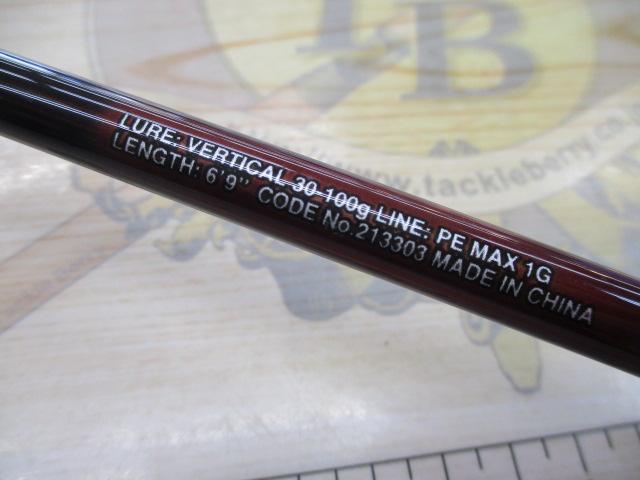 TB
www.tackleberry.co.
LURE: VERTICAL 30-100g LINE: PE MAX 1G
LENGTH: 6'9" CODE No.213303 MADE IN CHINA